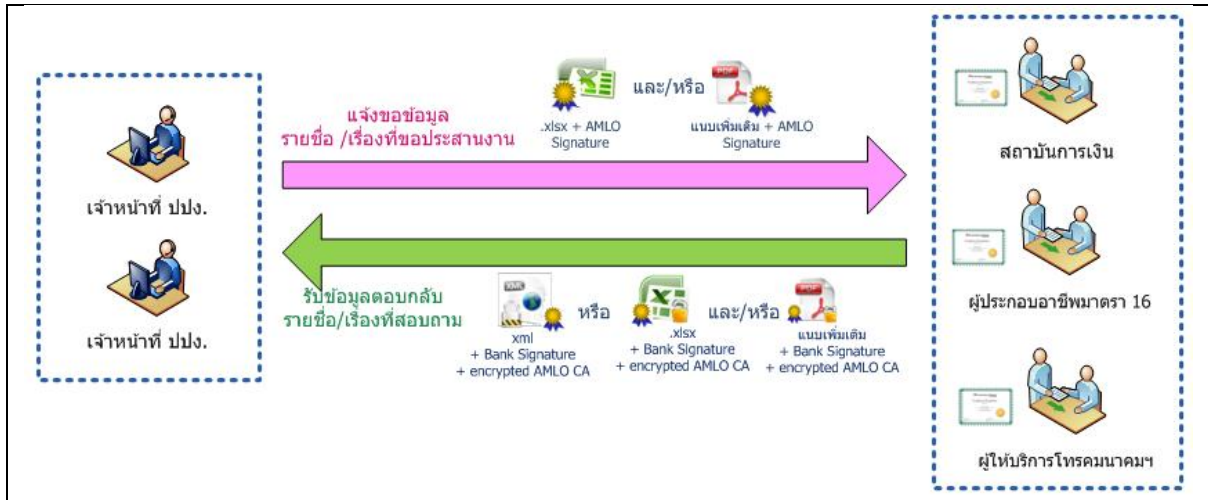 เจ้าหน้าที่ ปปง.
เจ้าหน้าที่ ปปง.
แจ้งขอข้อมูล
รายชื่อ /เรื่องที่ขอประสานงาน
และ/หรือ
PDF
.xlsx + AMLO
Signature
แนบเพิ่มเติม + AMLO
Signature
รับข้อมูลตอบกลับ
รายชื่อ/เรื่องที่สอบถาม
XML
หรือ
และ/หรือ
PDF
xml
+ Bank Signature
+ encrypted AMLO CA
.xlsx
+ Bank Signature
+ encrypted AMLO CA
แนบเพิ่มเติม
+ Bank Signature
+ encrypted AMLO CA
สถาบันการเงิน
ผู้ประกอบอาชีพมาตรา 16
ผู้ให้บริการโทรคมนาคมฯ